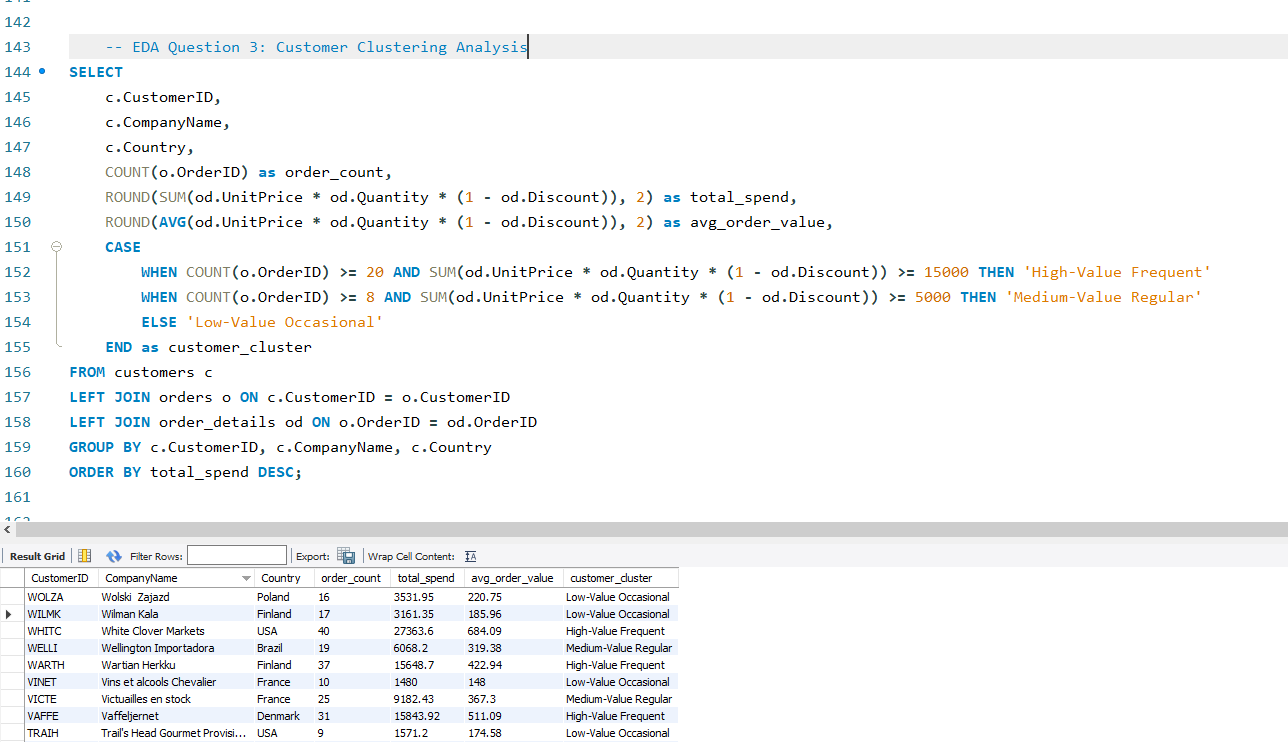 142
143 -- EDA Question 3: Customer Clustering Analysis
144 SELECT
145 c.CustomerID,
146 c.CompanyName,
147 c.Country,
148 COUNT(o.OrderID) as order_count,
149 ROUND(SUM(od.UnitPrice * od.Quantity * (1 - od.Discount)), 2) as total_spend,
150 ROUND(AVG(od.UnitPrice * od.Quantity * (1 - od.Discount)), 2) as avg_order_value,
151 CASE
152 WHEN COUNT(o.OrderID) >= 20 AND SUM(od.UnitPrice * od.Quantity * (1 - od.Discount)) >= 15000 THEN 'High-Value Frequent'
153 WHEN COUNT(o.OrderID) >= 8 AND SUM(od.UnitPrice * od.Quantity * (1 - od.Discount)) >= 5000 THEN 'Medium-Value Regular'
154 ELSE 'Low-Value Occasional'
155 END as customer_cluster
156 FROM customers c
157 LEFT JOIN orders o ON c.CustomerID = o.CustomerID
158 LEFT JOIN order_details od ON o.OrderID = od.OrderID
159 GROUP BY c.CustomerID, c.CompanyName, c.Country
160 ORDER BY total_spend DESC;
161
Result Grid Filter Rows: Export: Wrap Cell Content:
CustomerID CompanyName Country order_count total_spend avg_order_value customer_cluster
WOLZA Wolski Zajazd Poland 16 3531.95 220.75 Low-Value Occasional
WILMK Wilman Kala Finland 17 3161.35 185.96 Low-Value Occasional
WHITC White Clover Markets USA 40 27363.6 684.09 High-Value Frequent
WELLI Wellington Importadora Brazil 19 6068.2 319.38 Medium-Value Regular
WARTH Wartian Herkku Finland 37 15648.7 422.94 High-Value Frequent
VINET Vins et alcools Chevalier France 10 1480 148 Low-Value Occasional
VICTE Victuailles en stock France 25 9182.43 367.3 Medium-Value Regular
VAFFE Vaffeljernet Denmark 31 15843.92 511.09 High-Value Frequent
TRAIH Trail's Head Gourmet Provisi... USA 9 1571.2 174.58 Low-Value Occasional